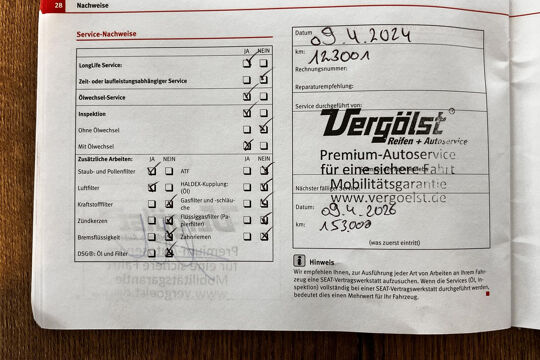 28 Nachweise
Service-Nachweise
JA NEIN
LongLife Service:
Zeit- oder laufleistungsabhängiger Service
Ölwechsel-Service
Inspektion
Ohne Ölwechsel
Mit Ölwechsel
Zusätzliche Arbeiten: JA NEIN JA NEIN
Staub- und Pollenfilter ATF
Luftfilter HALDEX-Kupplung: (Öl)
Kraftstofffilter Gasfilter und -schläuche
Zündkerzen Flüssiggasfilter (Papierfilter)
Bremsflüssigkeit Zahnriemen
DSG®: Öl und Filter
Datum 09.4.2024
km: 123001
Rechnungsnummer:
Reparaturempfehlung:
Service durchgeführt von:
Vergölst
Reifen + Autoservice
Premium-Autoservice
für eine sichere Fahrt
Mobilitätsgarantie
Nächster fälliger Service:
www.vergoelst.de
Datum: 09.4.2026
km: 153000
(was zuerst eintritt)
Hinweis
Wir empfehlen Ihnen, zur Ausführung jeder Art von Arbeiten an Ihrem Fahr-
zeug eine SEAT-Vertragswerkstatt aufzusuchen. Wenn die Services (Öl, In-
spektion) vollständig bei einer SEAT-Vertragswerkstatt durchgeführt werden,
bedeutet dies einen Mehrwert für Ihr Fahrzeug.